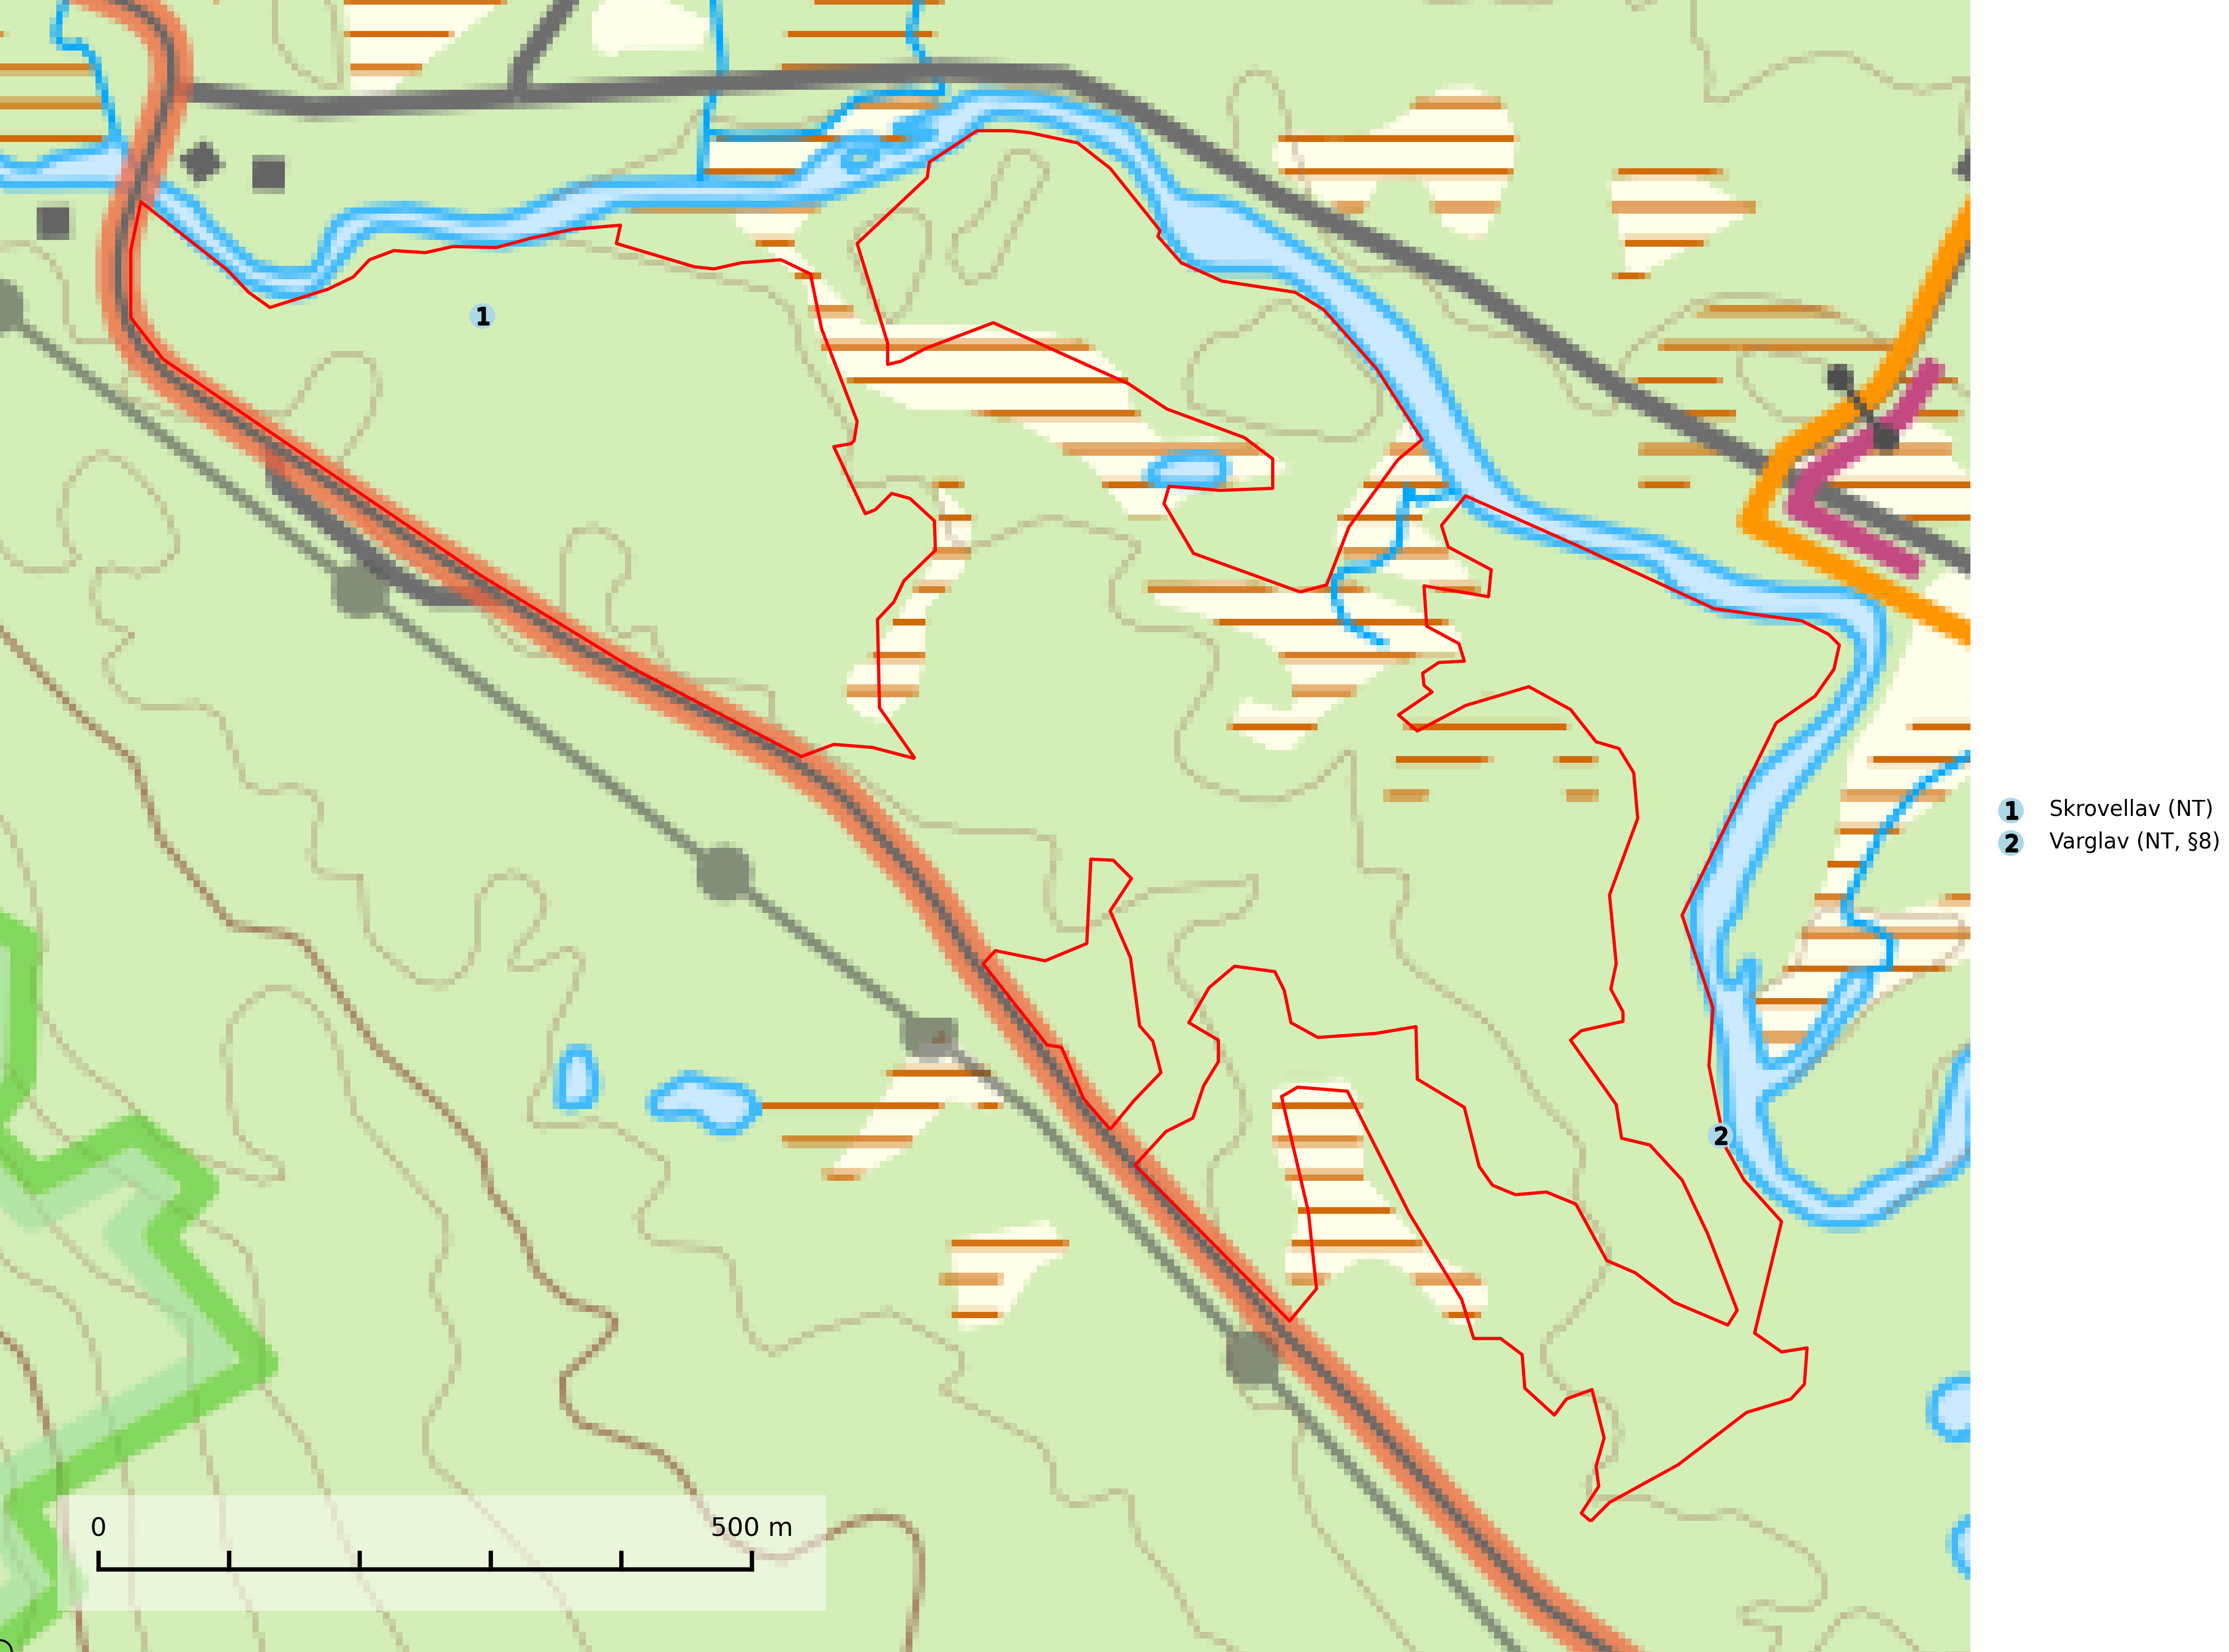 1
2
1 Skrovellav (NT)
2 Varglav (NT, §8)
0 500 m